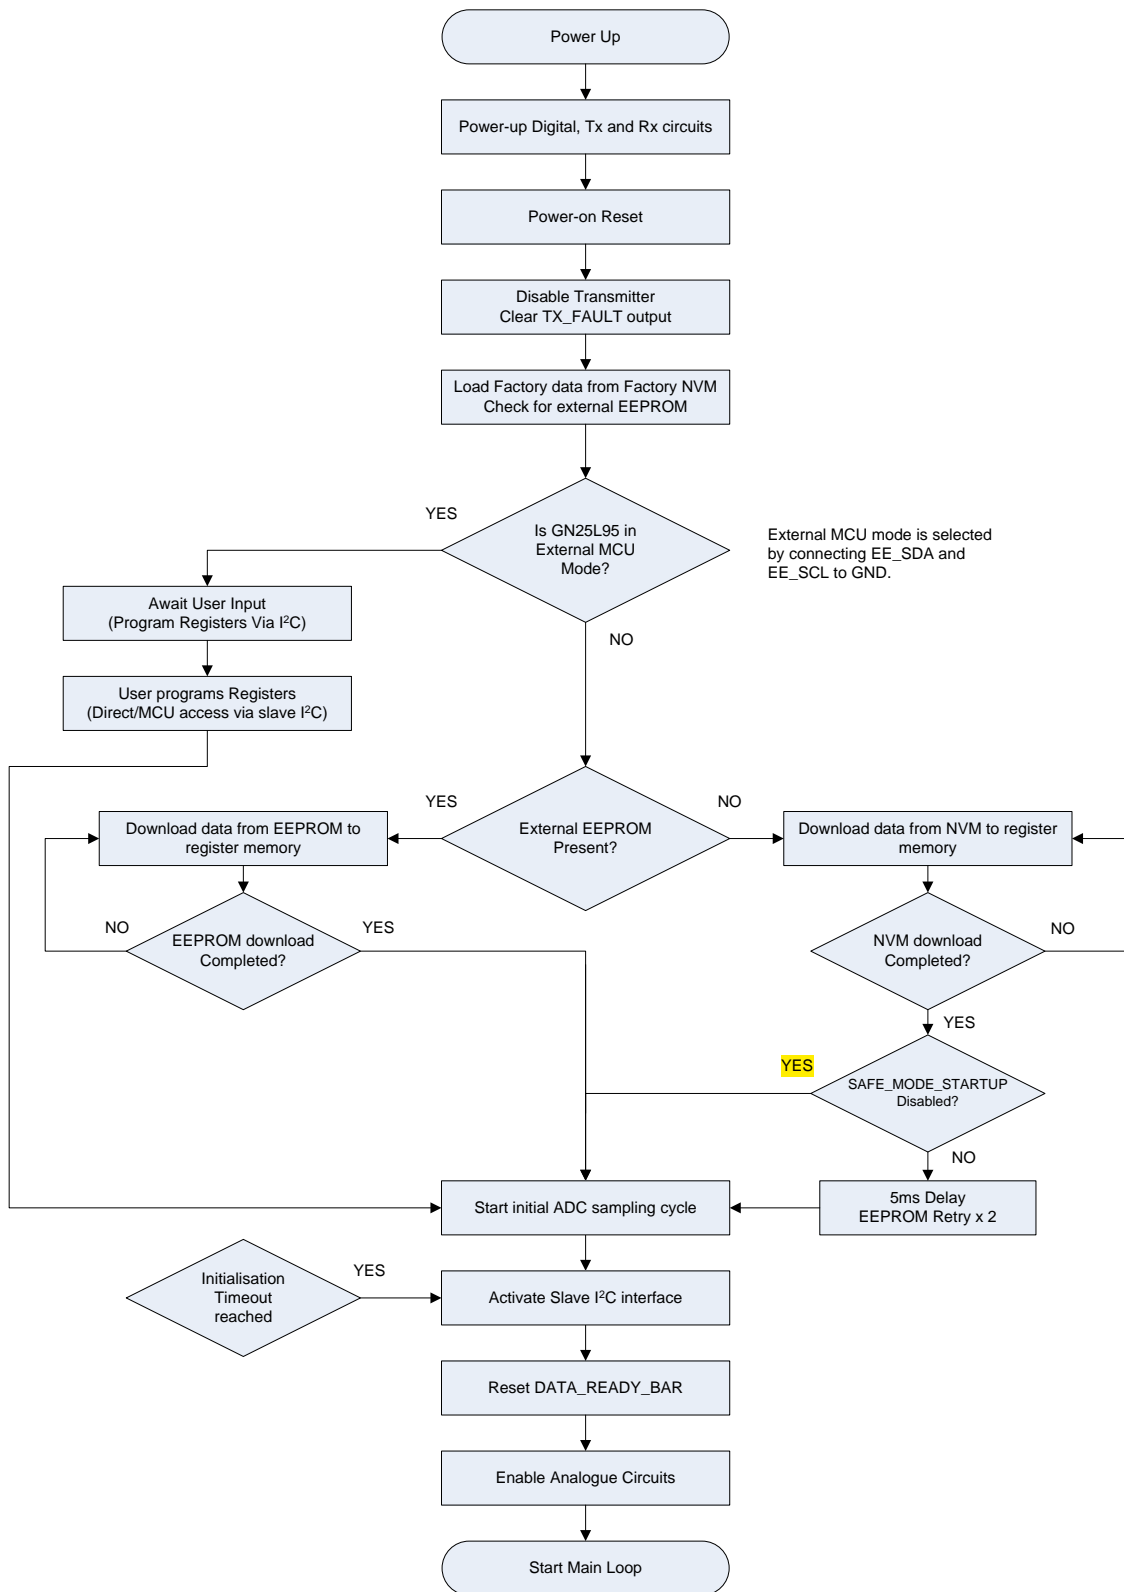 Power Up
Power-up Digital, Tx and Rx circuits
Power-on Reset
Disable Transmitter
Clear TX_FAULT output
Load Factory data from Factory NVM
Check for external EEPROM
YES
Is GN25L95 in
External MCU
Mode?
External MCU mode is selected
by connecting EE_SDA and
EE_SCL to GND.
NO
Await User Input
(Program Registers Via I²C)
User programs Registers
(Direct/MCU access via slave I²C)
YES
External EEPROM
Present?
NO
Download data from EEPROM to
register memory
Download data from NVM to register
memory
NO
EEPROM download
Completed?
YES
NVM download
Completed?
NO
YES
YES
SAFE_MODE_STARTUP
Disabled?
NO
5ms Delay
EEPROM Retry x 2
Start initial ADC sampling cycle
Initialisation
Timeout
reached
YES
Activate Slave I²C interface
Reset DATA_READY_BAR
Enable Analogue Circuits
Start Main Loop